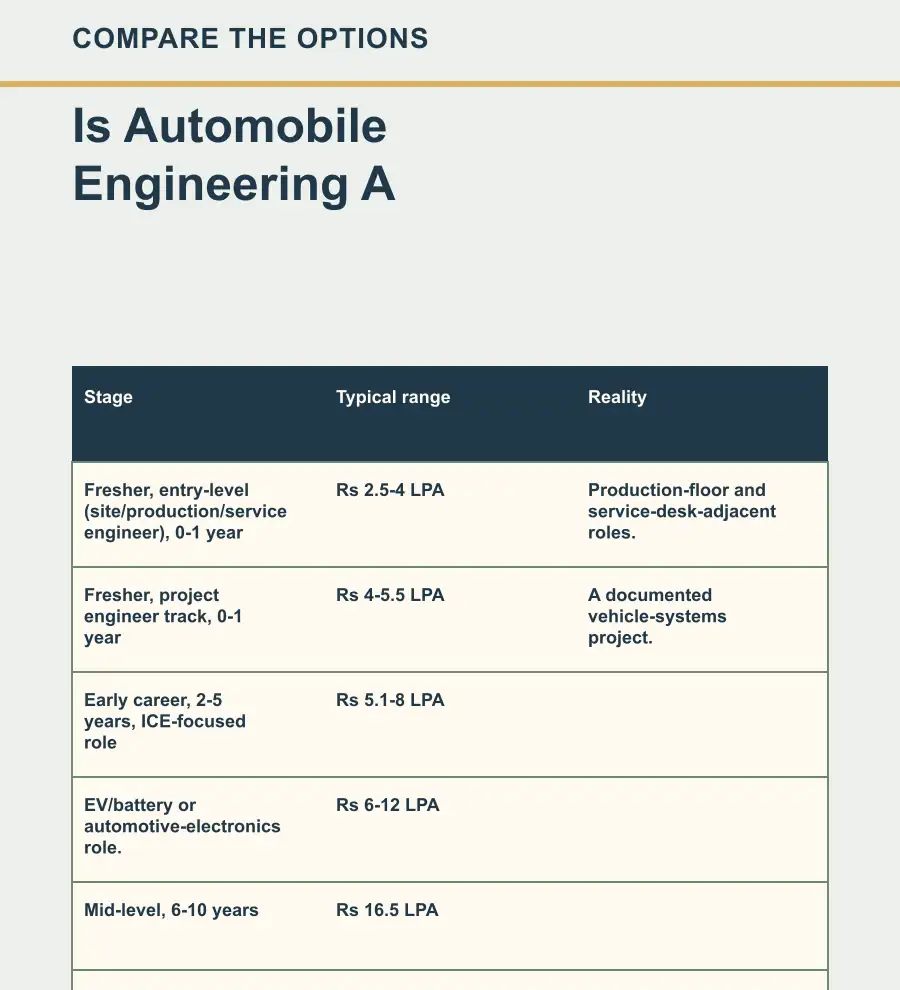 COMPARE THE OPTIONS
Is Automobile
Engineering A
Stage Typical range Reality
Fresher, entry-level Rs 2.5-4 LPA Production-floor and
(site/production/service service-desk-adjacent
engineer), 0-1 year roles.
Fresher, project Rs 4-5.5 LPA A documented
engineer track, 0-1 vehicle-systems
year project.
Early career, 2-5 Rs 5.1-8 LPA
years, ICE-focused
role
EV/battery or Rs 6-12 LPA
automotive-electronics
role.
Mid-level, 6-10 years Rs 16.5 LPA